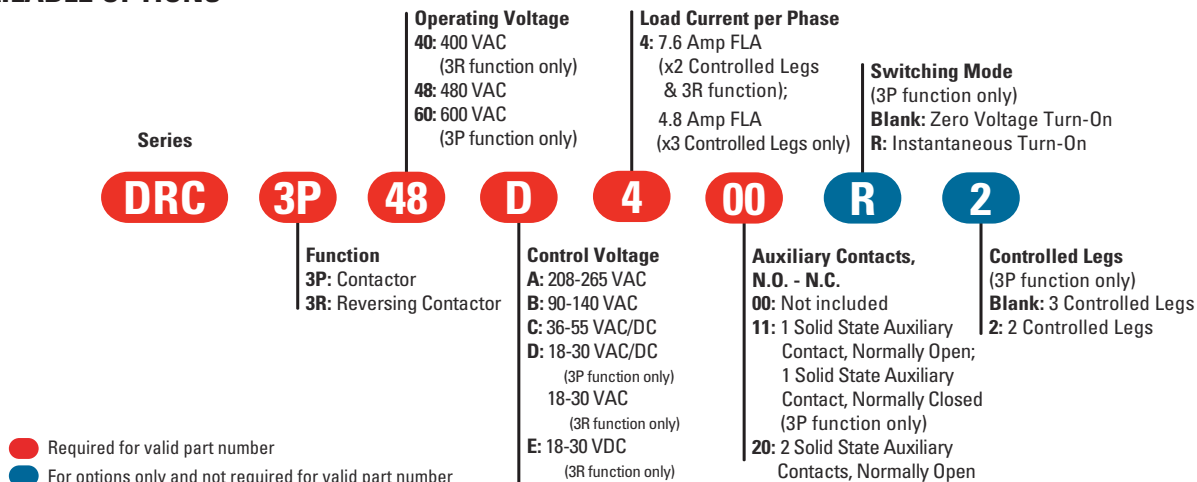 Operating Voltage
40: 400 VAC
(3R function only)
48: 480 VAC
60: 600 VAC
(3P function only)
Load Current per Phase
4: 7.6 Amp FLA
(x2 Controlled Legs
& 3R function);
4.8 Amp FLA
(x3 Controlled Legs only)
Switching Mode
(3P function only)
Blank: Zero Voltage Turn-On
R: Instantaneous Turn-On
Series
DRC 3P 48 D 4 00 R 2
Function
3P: Contactor
3R: Reversing Contactor
Control Voltage
A: 208-265 VAC
B: 90-140 VAC
C: 36-55 VAC/DC
D: 18-30 VAC/DC
(3P function only)
18-30 VAC
(3R function only)
E: 18-30 VDC
(3R function only)
Auxiliary Contacts,
N.O. - N.C.
00: Not included
11: 1 Solid State Auxiliary
Contact, Normally Open;
1 Solid State Auxiliary
Contact, Normally Closed
(3P function only)
20: 2 Solid State Auxiliary
Contacts, Normally Open
Controlled Legs
(3P function only)
Blank: 3 Controlled Legs
2: 2 Controlled Legs
Required for valid part number
For options only and not required for valid part number